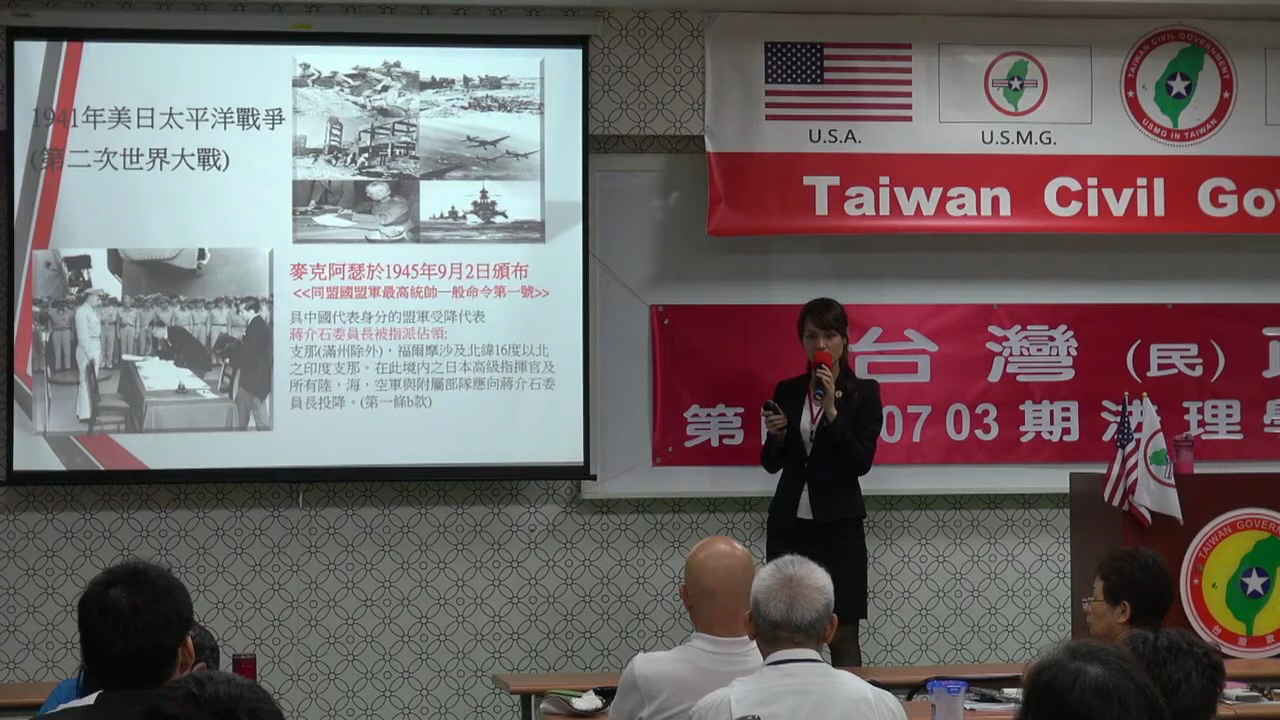 1941年美日太平洋戰爭
(第二次世界大戰)
麥克阿瑟於1945年9月2日頒布
<<同盟國盟軍最高統帥一般命令第一號>>
具中國代表身分的盟軍受降代表
蔣介石委員長被指派佔領:
支那(滿州除外)，福爾摩沙及北緯16度以北
之印度支那。在此境內之日本高級指揮官及
所有陸，海，空軍與附屬部隊應向蔣介石委
員長投降。(第一條b款)
U.S.A.
U.S.M.G.
TAIWAN CIVIL GOVERNMENT
USMG IN TAIWAN
Taiwan Civil Go
台灣(民)
第 07 03 期 法 理 學
TAIWAN GOVERN